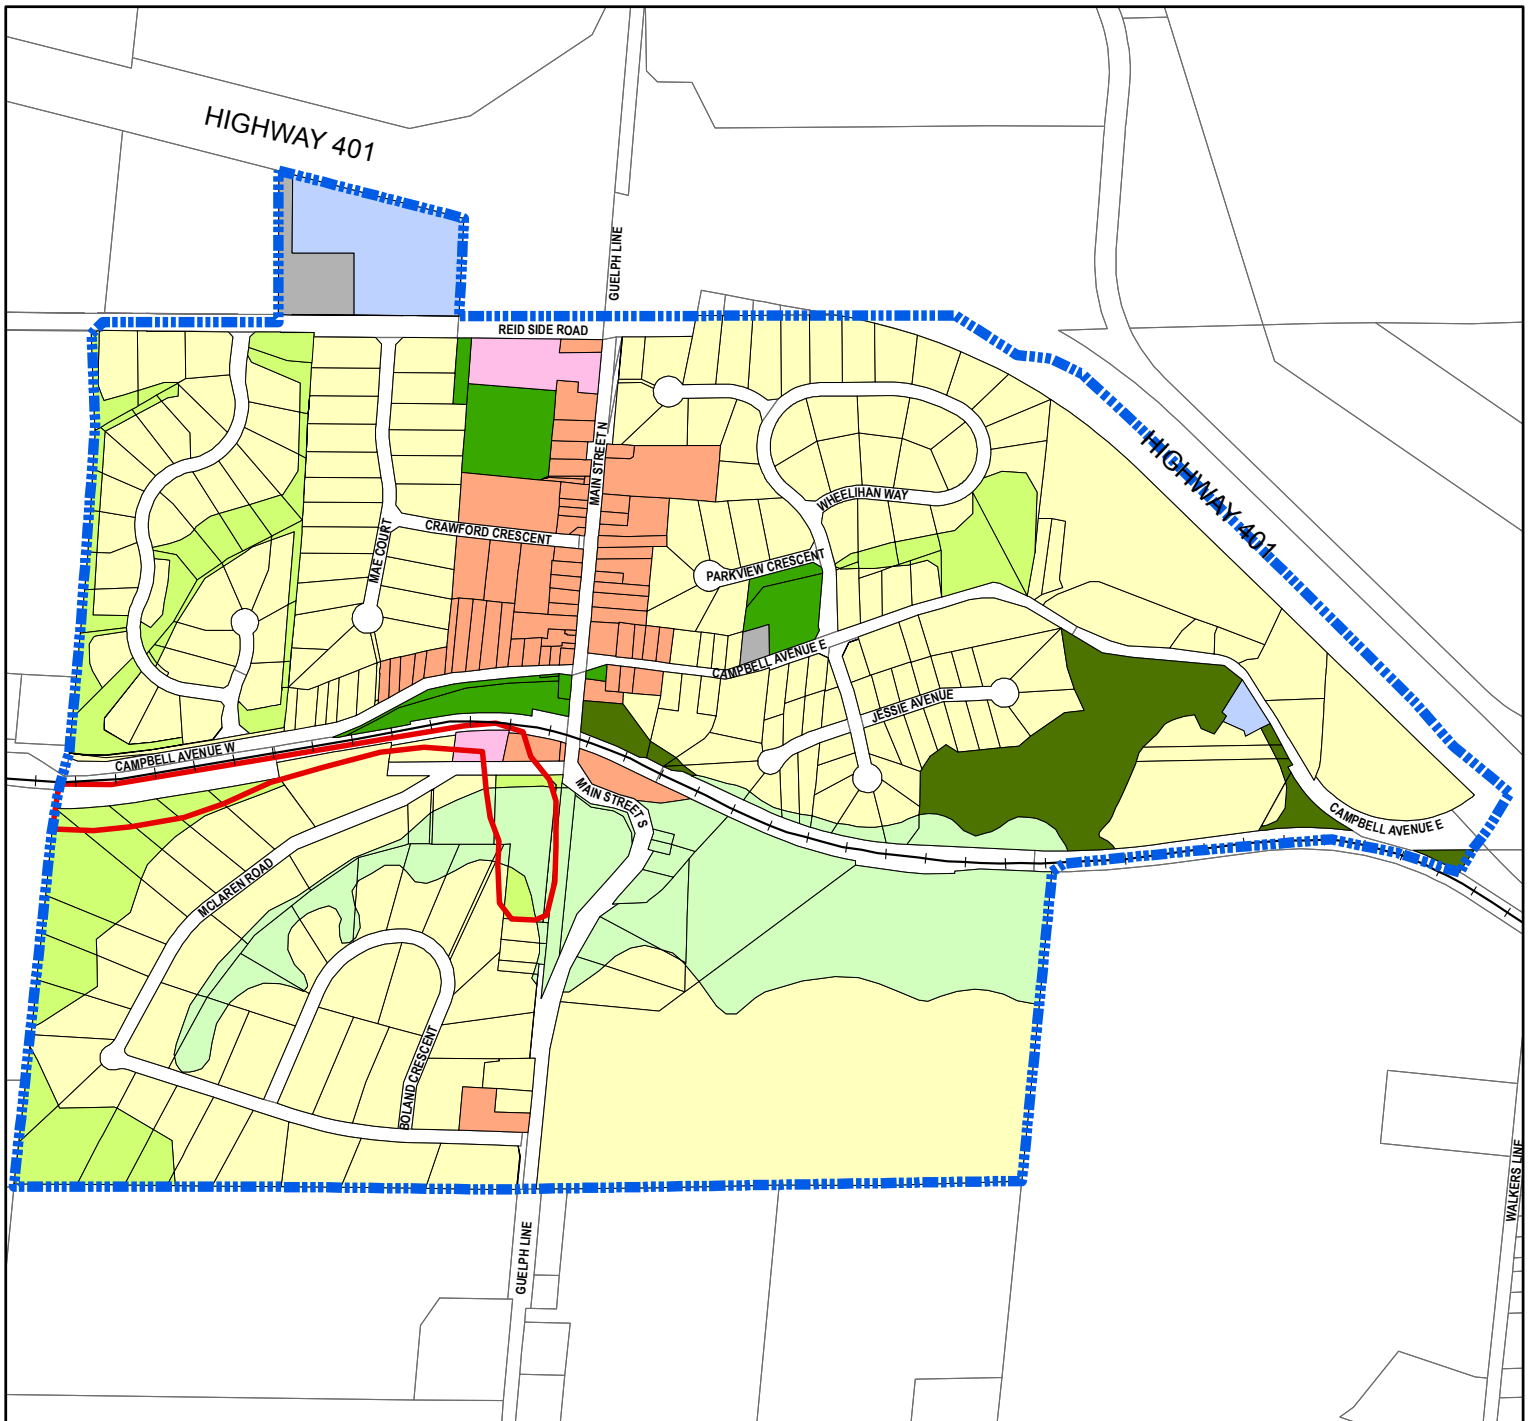 HIGHWAY 401
GUELPH LINE
REID SIDE ROAD
MAIN STREET N
HIGHWAY 401
WHEELIHAN WAY
CRAWFORD CRESCENT
MAE COURT
PARKVIEW CRESCENT
CAMPBELL AVENUE E
JESSIE AVENUE
CAMPBELL AVENUE W
MAIN STREET S
CAMPBELL AVENUE E
MCLAREN ROAD
BOLAND CRESCENT
WALKERS LINE
GUELPH LINE